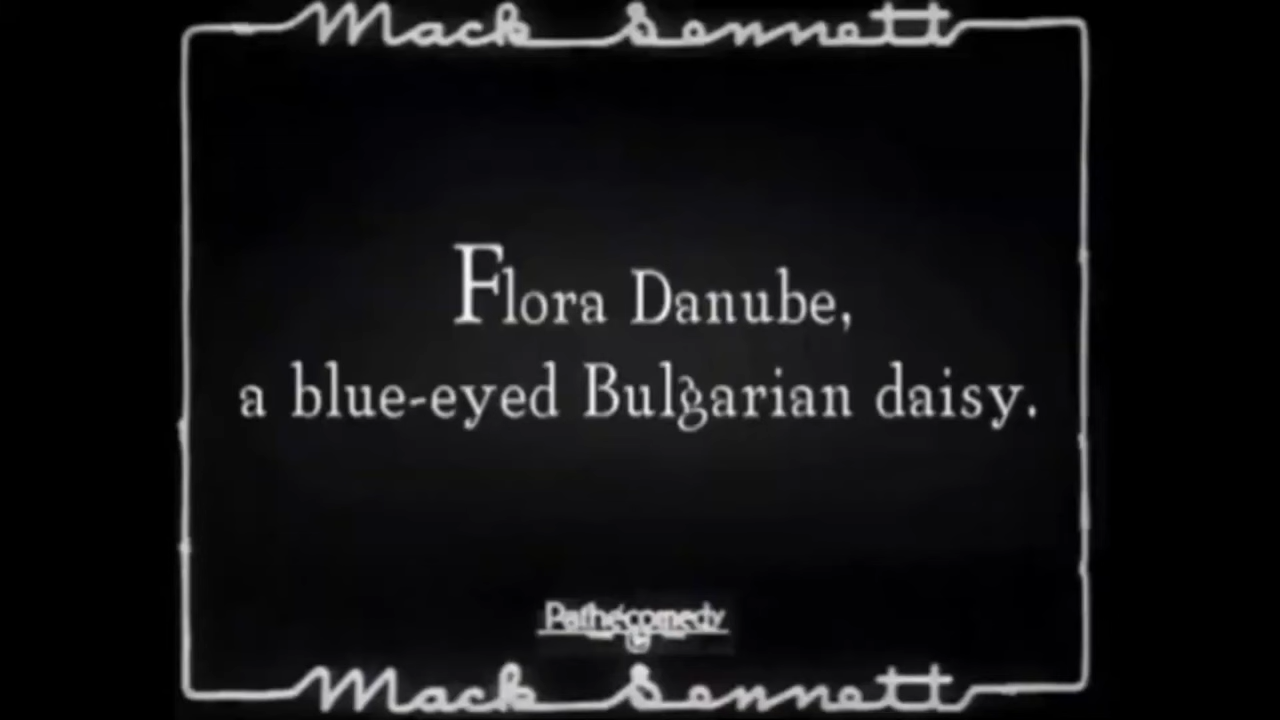 Mack Sennett
Flora Danube,
a blue-eyed Bulgarian daisy.
Pathécomedy
Mack Sennett